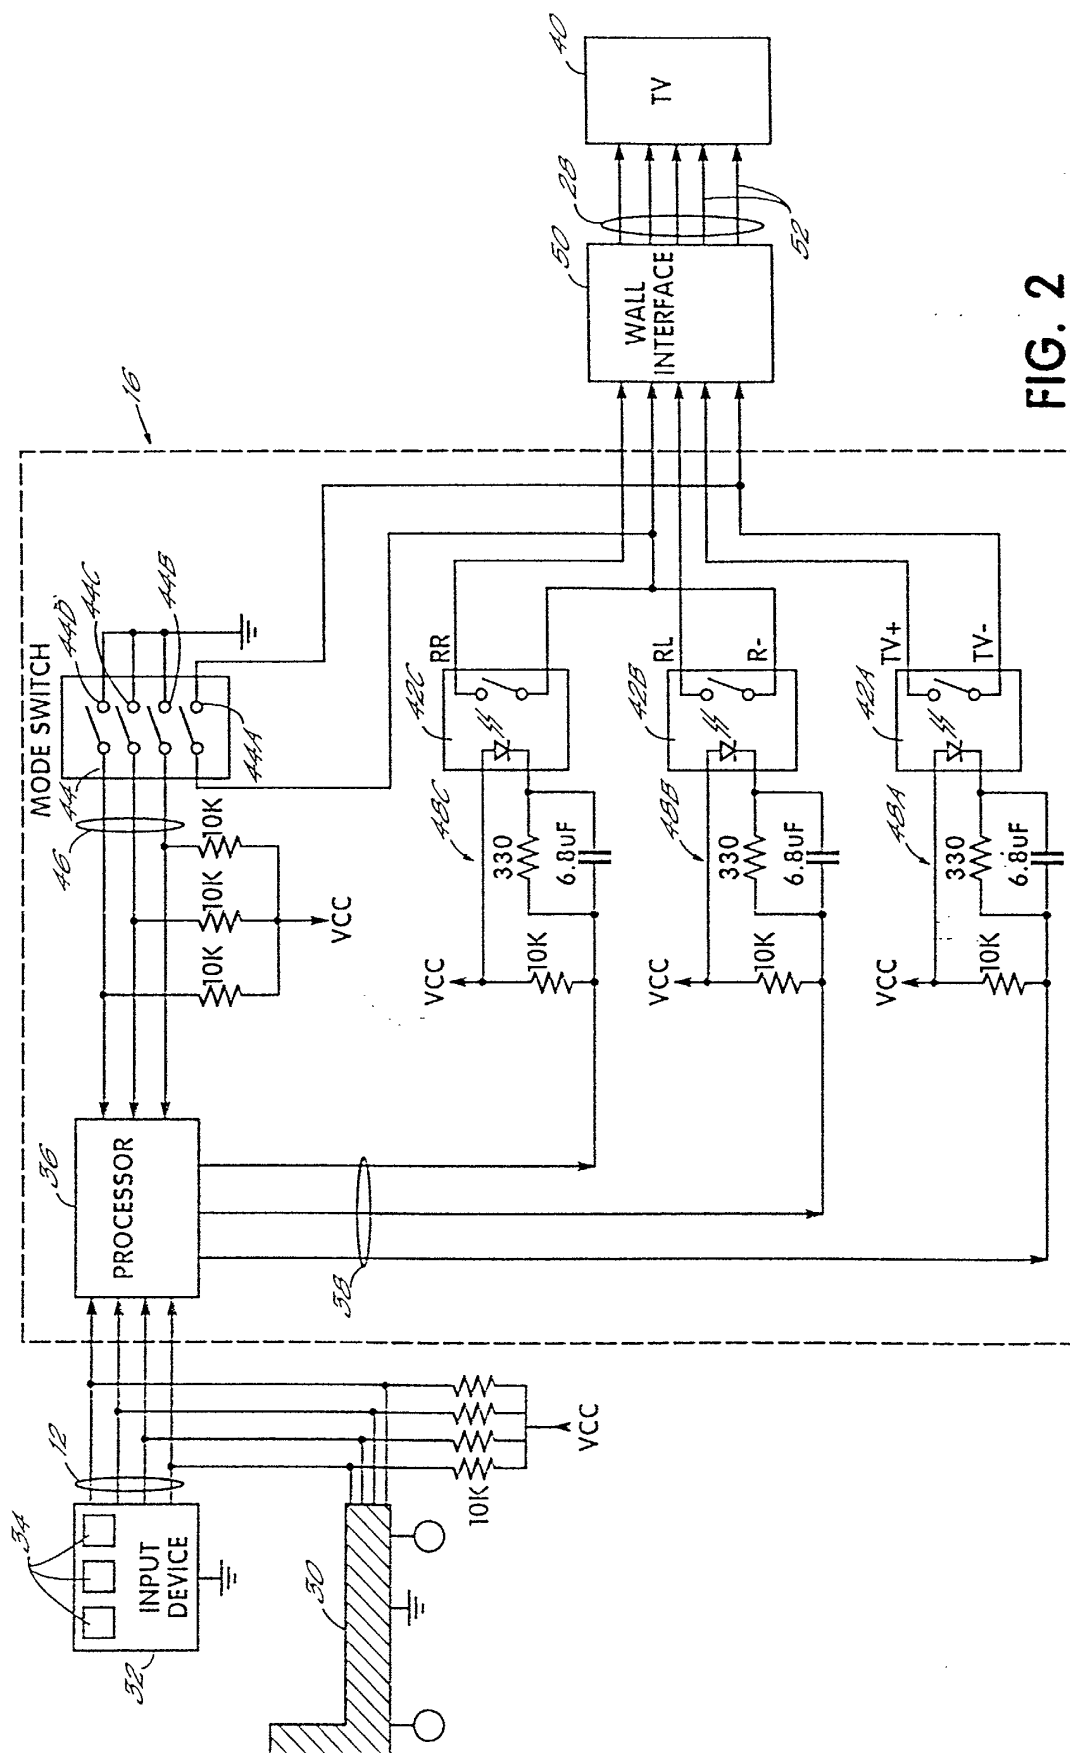 FIG. 2
16
MODE SWITCH
44D
44C
44B
44A
44
46
10K
10K
10K
VCC
36
PROCESSOR
38
12
34
INPUT
DEVICE
32
30
10K
VCC
RR
42C
48C
330
6.8uF
VCC
10K
RL
R-
42B
48B
330
6.8uF
VCC
10K
TV+
TV-
42A
48A
330
6.8uF
VCC
10K
50
WALL
INTERFACE
28
52
40
TV